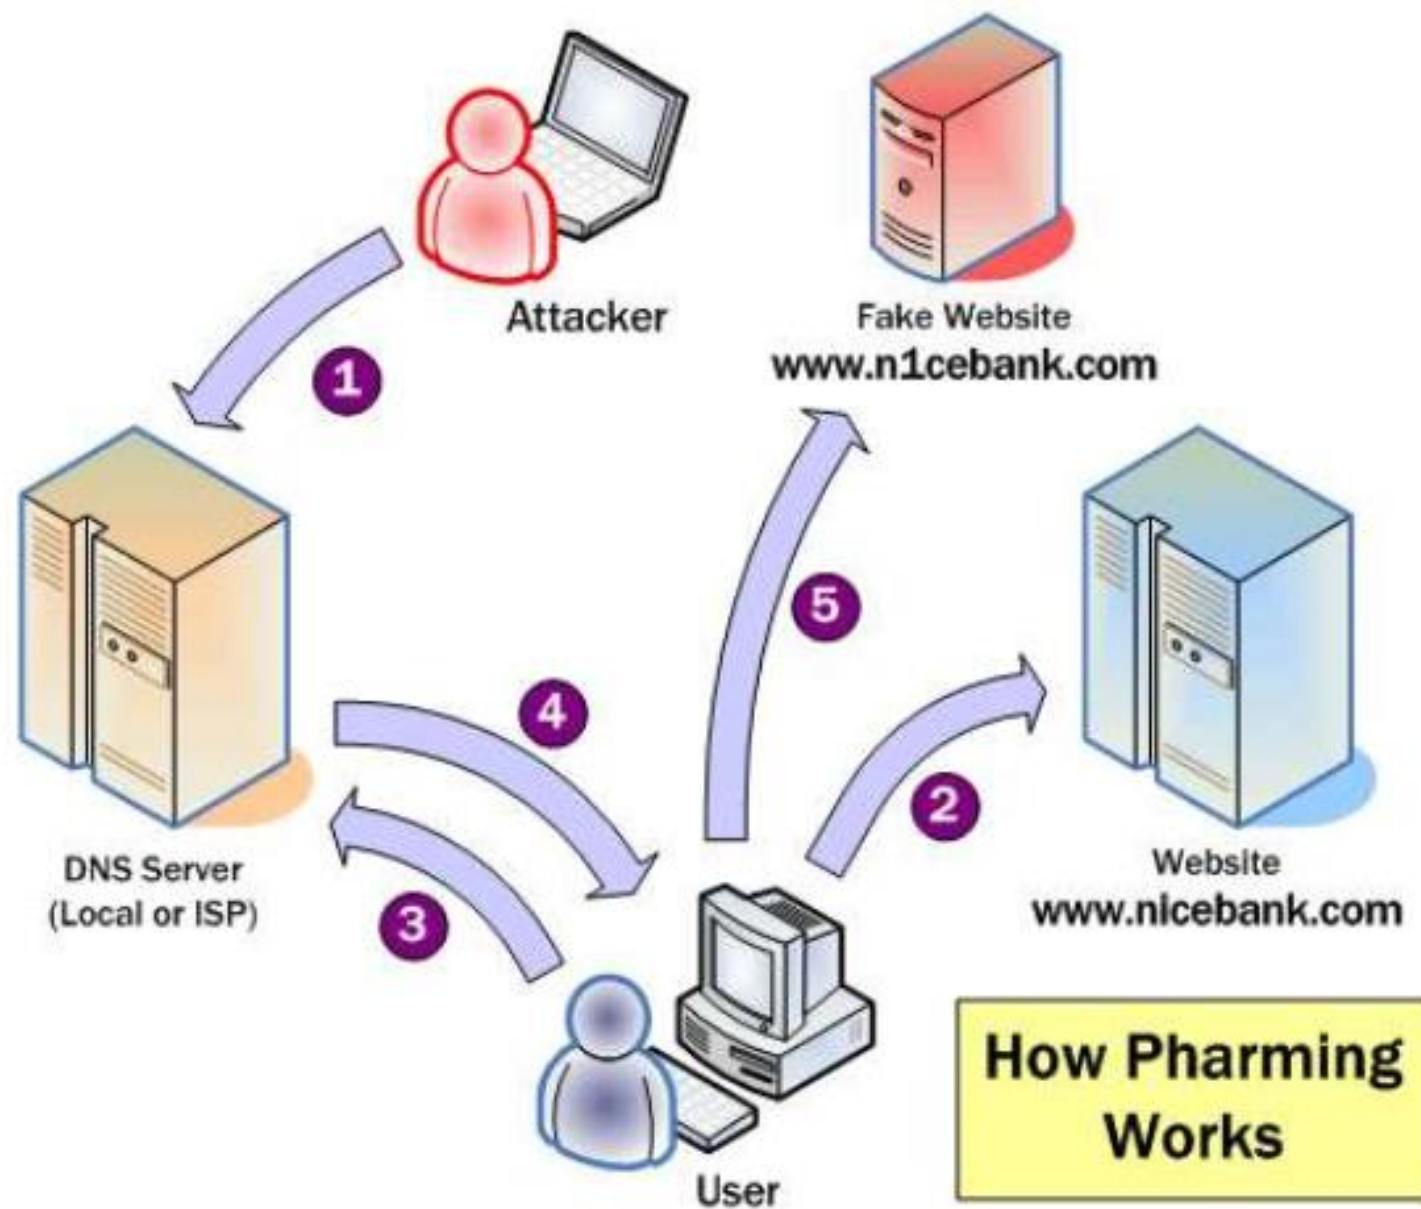 Attacker
Fake Website
www.n1cebank.com
1
5
4
2
3
DNS Server
(Local or ISP)
Website
www.nicebank.com
User
How Pharming
Works